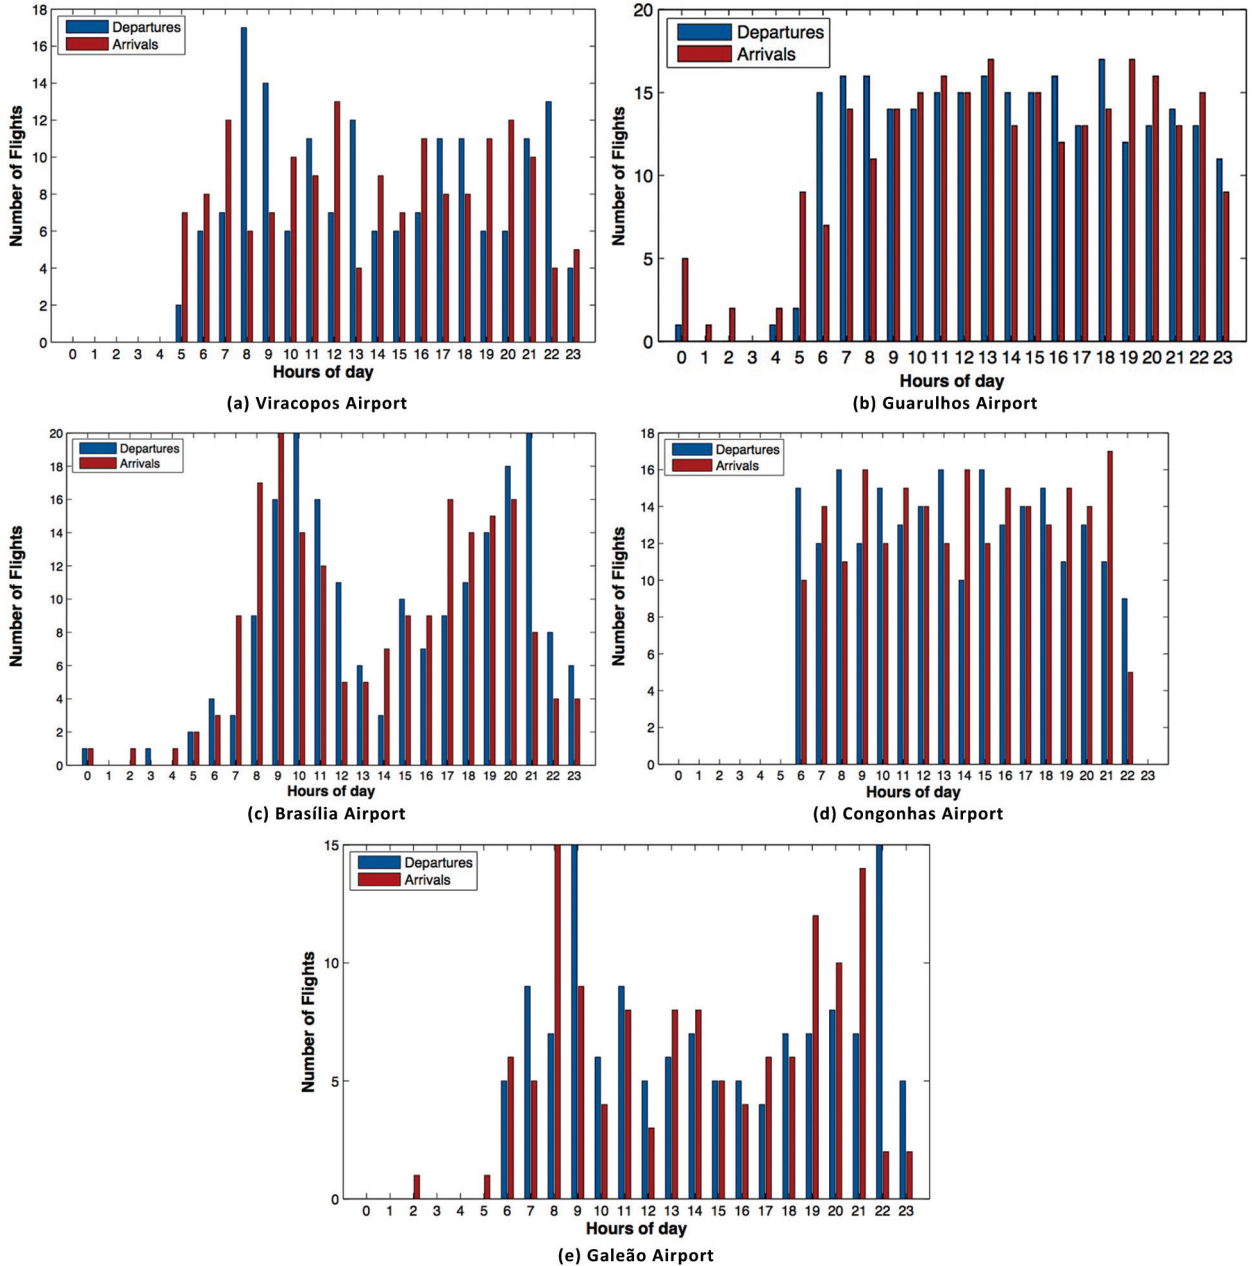 18
16
14
12
10
8
6
4
2
0
Number of Flights
Departures
Arrivals
0 1 2 3 4 5 6 7 8 9 10 11 12 13 14 15 16 17 18 19 20 21 22 23
Hours of day
(a) Viracopos Airport
20
15
10
5
0
Number of Flights
Departures
Arrivals
0 1 2 3 4 5 6 7 8 9 10 11 12 13 14 15 16 17 18 19 20 21 22 23
Hours of day
(b) Guarulhos Airport
20
18
16
14
12
10
8
6
4
2
0
Number of Flights
Departures
Arrivals
0 1 2 3 4 5 6 7 8 9 10 11 12 13 14 15 16 17 18 19 20 21 22 23
Hours of day
(c) Brasília Airport
18
16
14
12
10
8
6
4
2
0
Number of Flights
Departures
Arrivals
0 1 2 3 4 5 6 7 8 9 10 11 12 13 14 15 16 17 18 19 20 21 22 23
Hours of day
(d) Congonhas Airport
15
10
5
0
Number of Flights
Departures
Arrivals
0 1 2 3 4 5 6 7 8 9 10 11 12 13 14 15 16 17 18 19 20 21 22 23
Hours of day
(e) Galeão Airport